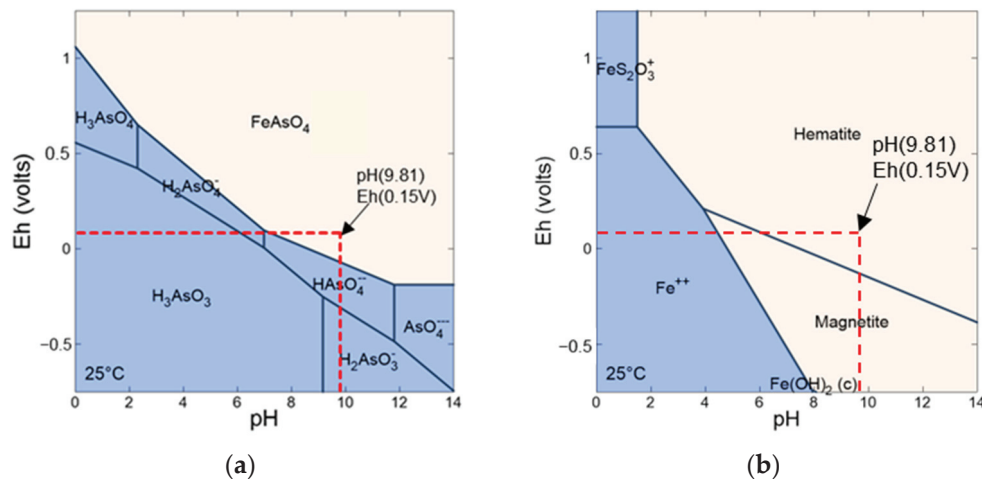 1
0.5
0
−0.5
Eh (volts)
H₃AsO₄
FeAsO₄
H₂AsO₄⁻
pH(9.81)
Eh(0.15V)
HAsO₄⁻⁻
H₃AsO₃
AsO₄⁻⁻⁻
H₂AsO₃⁻
25°C
0 2 4 6 8 10 12 14
pH
(a)
1
0.5
0
−0.5
Eh (volts)
FeS₂O₃⁺
Hematite
pH(9.81)
Eh(0.15V)
Fe⁺⁺
Magnetite
Fe(OH)₂ (c)
25°C
0 2 4 6 8 10 12 14
pH
(b)